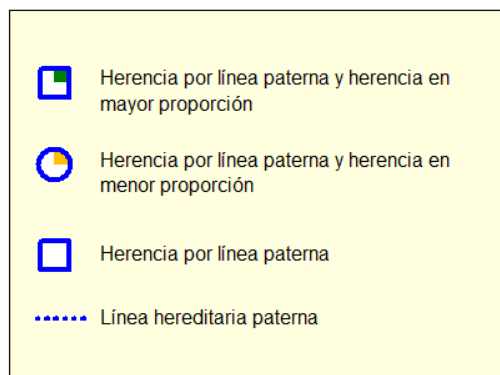 Herencia por línea paterna y herencia en
mayor proporción
Herencia por línea paterna y herencia en
menor proporción
Herencia por línea paterna
Línea hereditaria paterna